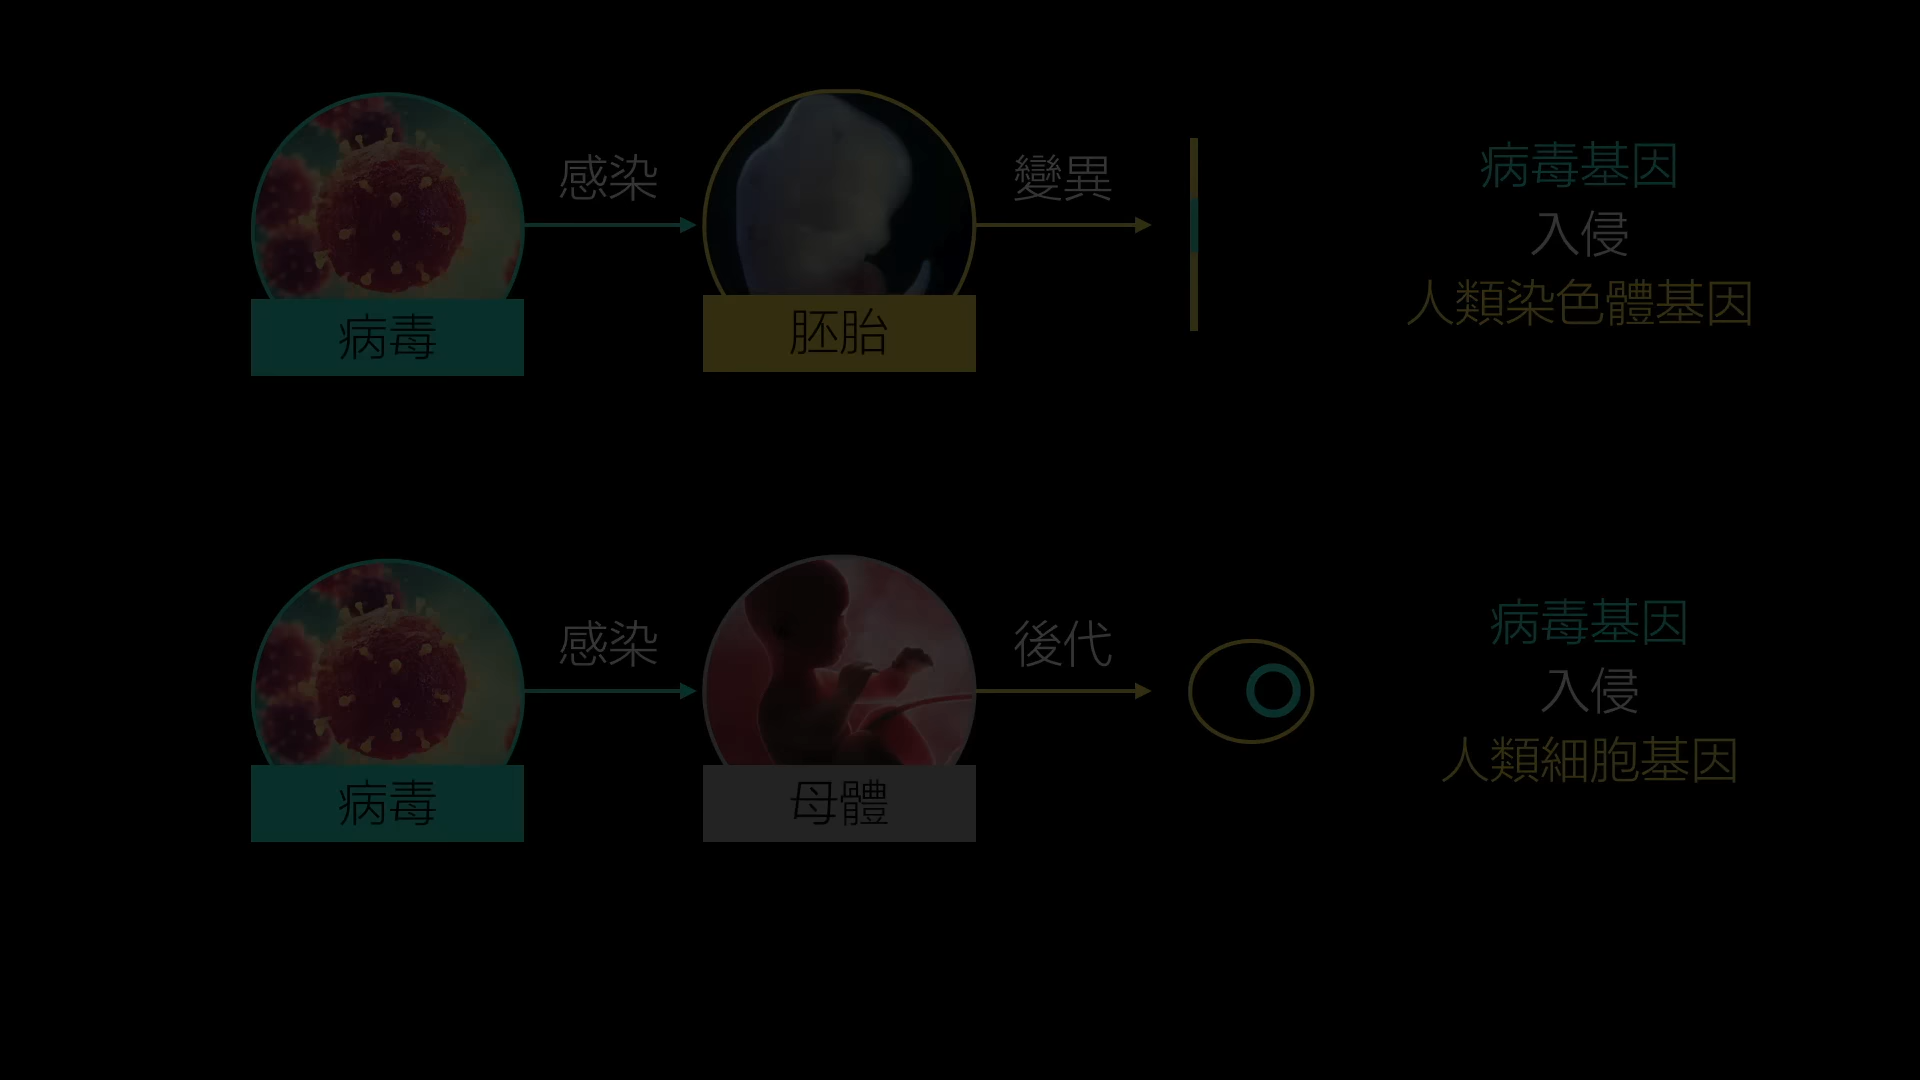 感染
變異
病毒基因
入侵
人類染色體基因
病毒
胚胎
感染
後代
病毒基因
入侵
人類細胞基因
病毒
母體